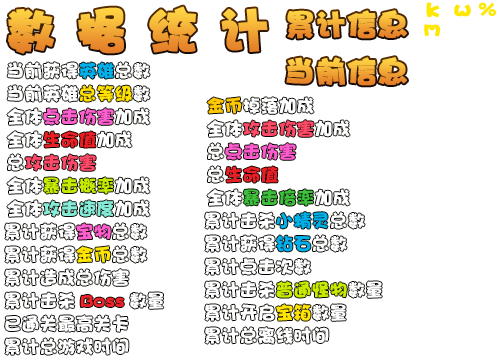 数据统计
累计信息
k w %
m
当前信息
当前获得英雄总数
当前英雄总等级数
全体点击伤害加成
全体生命值加成
总攻击伤害
全体暴击概率加成
全体攻击速度加成
累计获得宝物总数
累计获得金币总数
累计造成总伤害
累计击杀 Boss 数量
已通关最高关卡
累计总游戏时间
金币掉落加成
全体攻击伤害加成
总点击伤害
总生命值
全体暴击倍率加成
累计击杀小精灵总数
累计获得钻石总数
累计点击次数
累计击杀普通怪物数量
累计开启宝箱数量
累计总离线时间